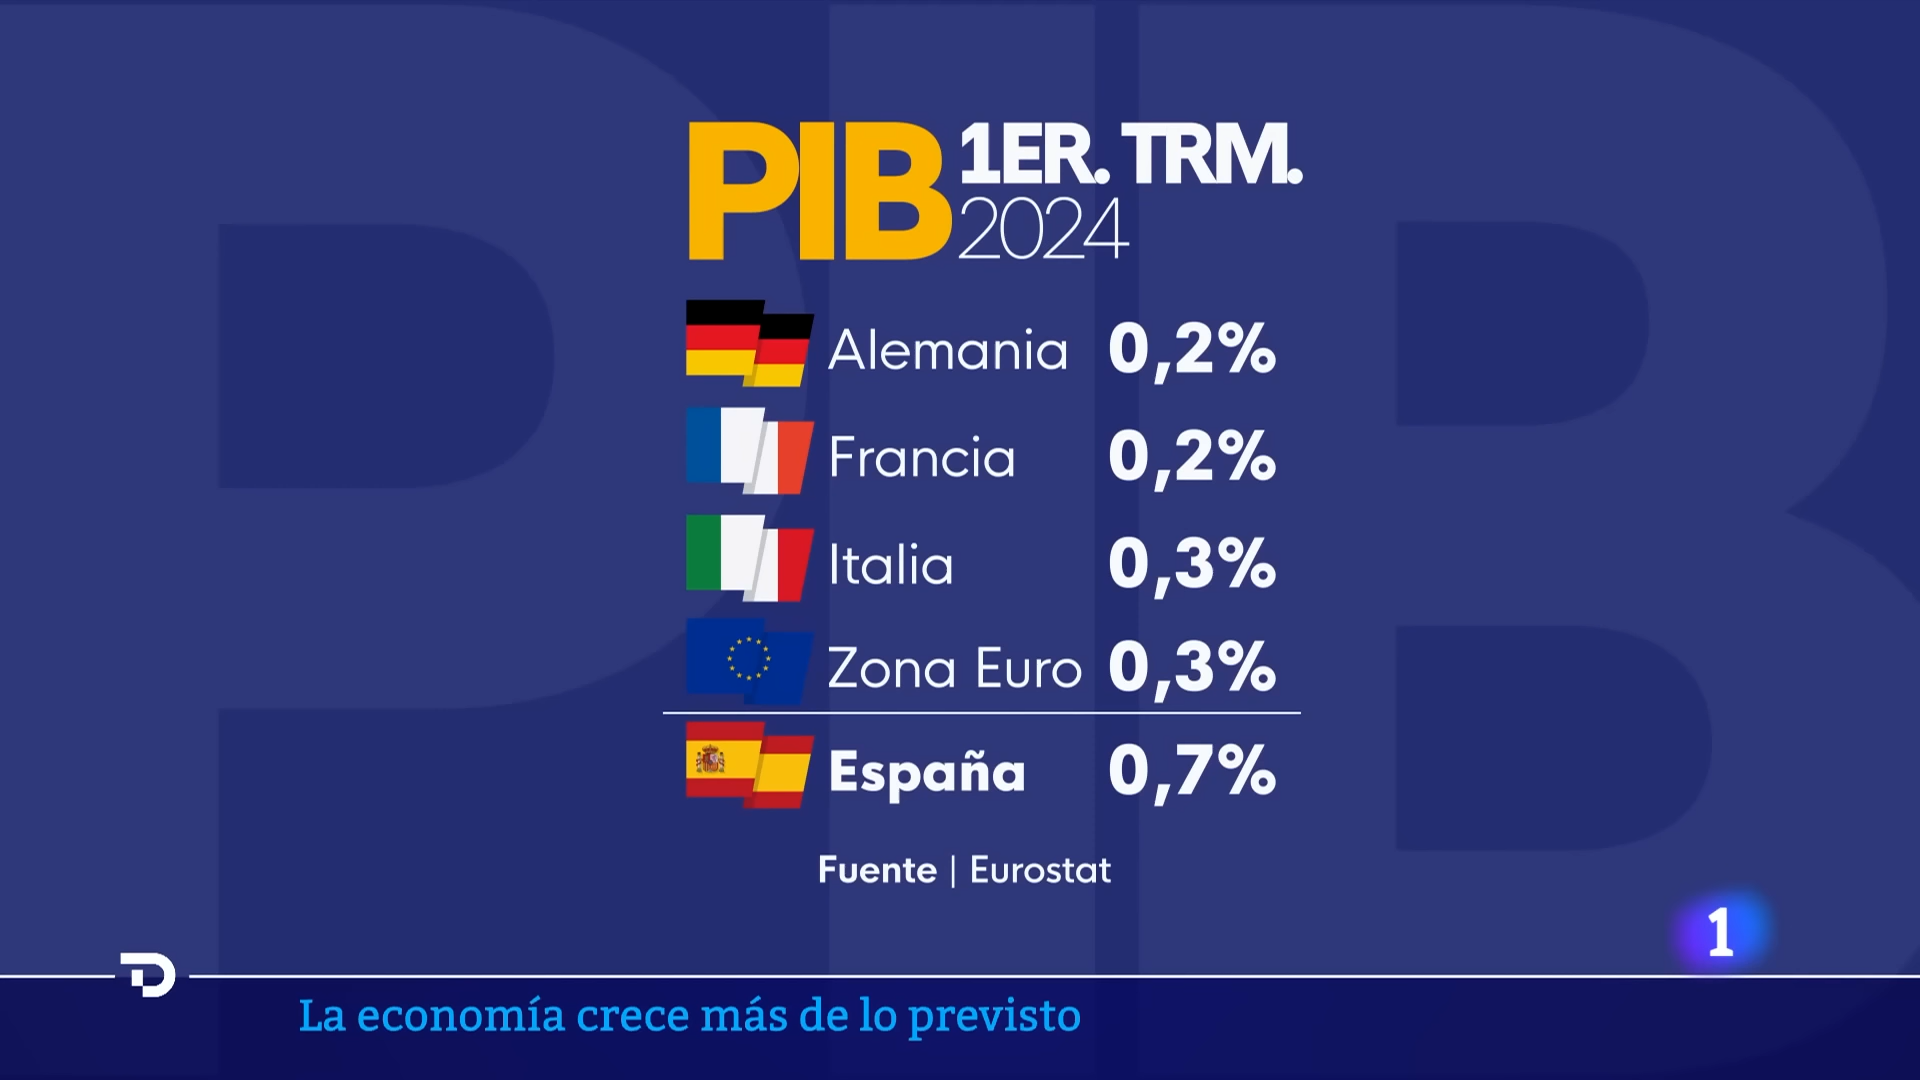 PIB 1ER. TRM.
2024
Alemania 0,2%
Francia 0,2%
Italia 0,3%
Zona Euro 0,3%
España 0,7%
Fuente | Eurostat
1
La economía crece más de lo previsto